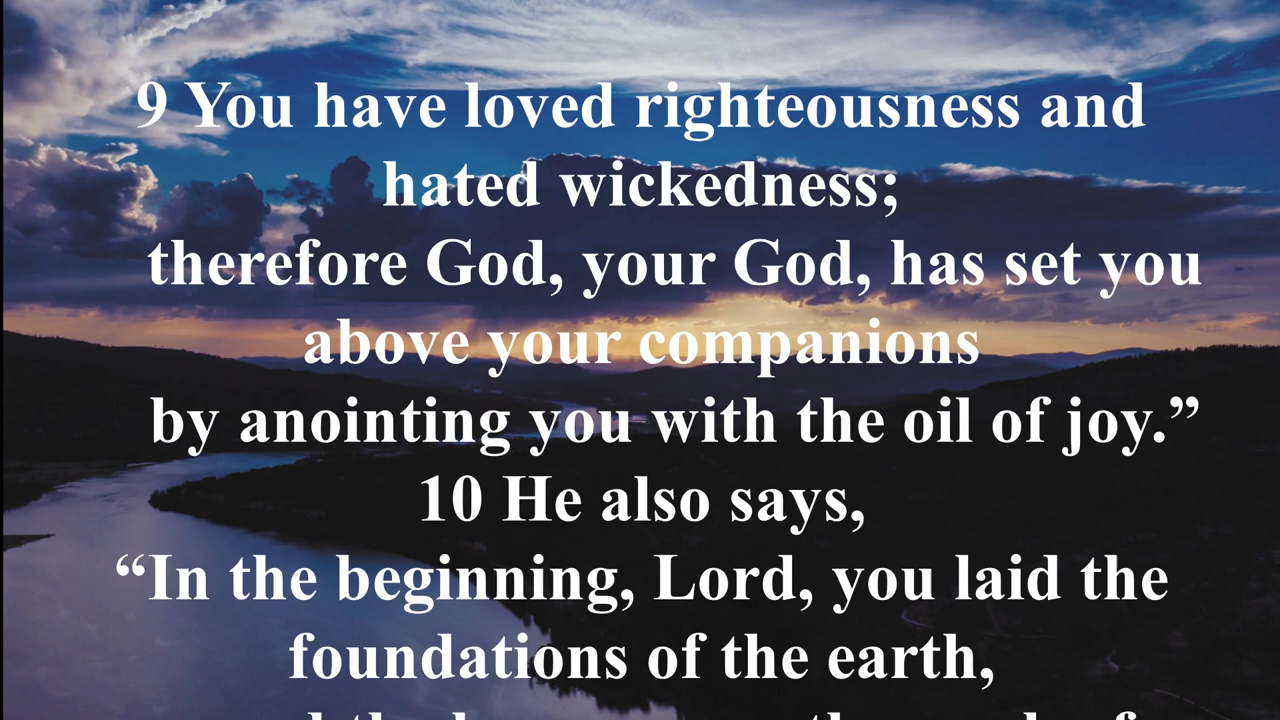 9 You have loved righteousness and
hated wickedness;
therefore God, your God, has set you
above your companions
by anointing you with the oil of joy.”
10 He also says,
“In the beginning, Lord, you laid the
foundations of the earth,